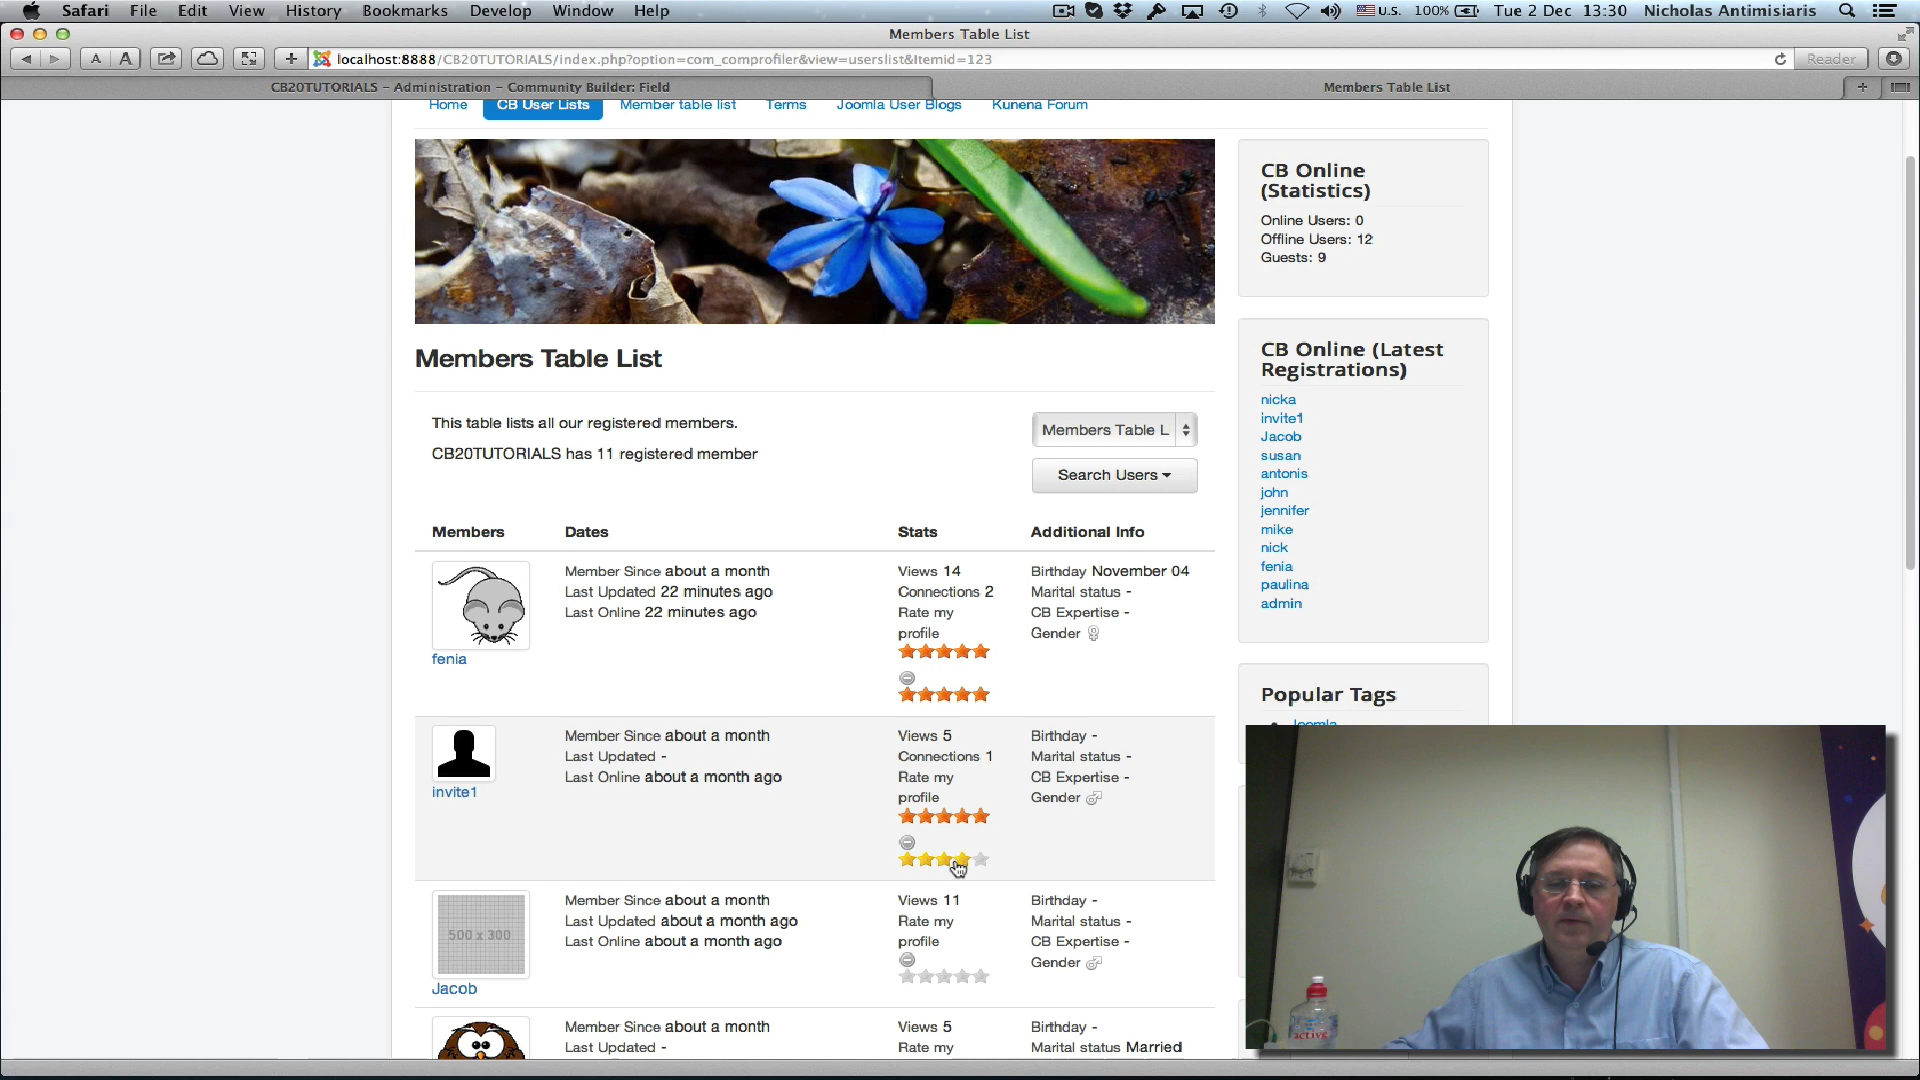 Safari File Edit View History Bookmarks Develop Window Help U.S. 100% Tue 2 Dec 13:30 Nicholas Antimisiaris
Members Table List
A A localhost:8888/CB20TUTORIALS/index.php?option=com_comprofiler&view=userslist&Itemid=123 Reader
CB20TUTORIALS – Administration – Community Builder: Field Members Table List
Home CB User Lists Member table list Terms Joomla User Blogs Kunena Forum
Members Table List
This table lists all our registered members.
CB20TUTORIALS has 11 registered member
Members Table L
Search Users
Members Dates Stats Additional Info
Member Since about a month Views 14 Birthday November 04
Last Updated 22 minutes ago Connections 2 Marital status -
Last Online 22 minutes ago Rate my CB Expertise -
profile Gender
fenia
Member Since about a month Views 5 Birthday -
Last Updated - Connections 1 Marital status -
Last Online about a month ago Rate my CB Expertise -
invite1 profile Gender
Member Since about a month Views 11 Birthday -
Last Updated about a month ago Rate my Marital status -
500 x 300 Last Online about a month ago profile CB Expertise -
Gender
Jacob
Member Since about a month Views 5 Birthday -
Last Updated - Rate my Marital status Married
CB Online
(Statistics)
Online Users: 0
Offline Users: 12
Guests: 9
CB Online (Latest
Registrations)
nicka
invite1
Jacob
susan
antonis
john
jennifer
mike
nick
fenia
paulina
admin
Popular Tags
Joomla
active